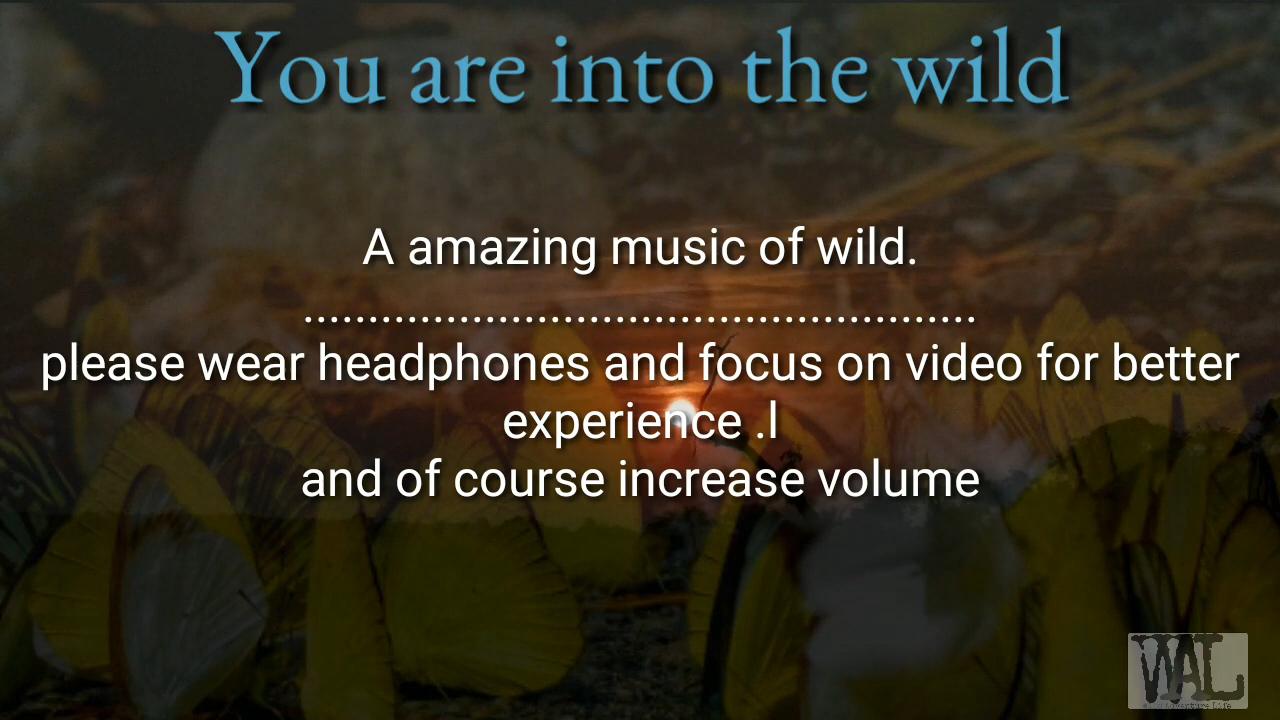 You are into the wild
A amazing music of wild.
....................................................
please wear headphones and focus on video for better
experience .l
and of course increase volume
WAL